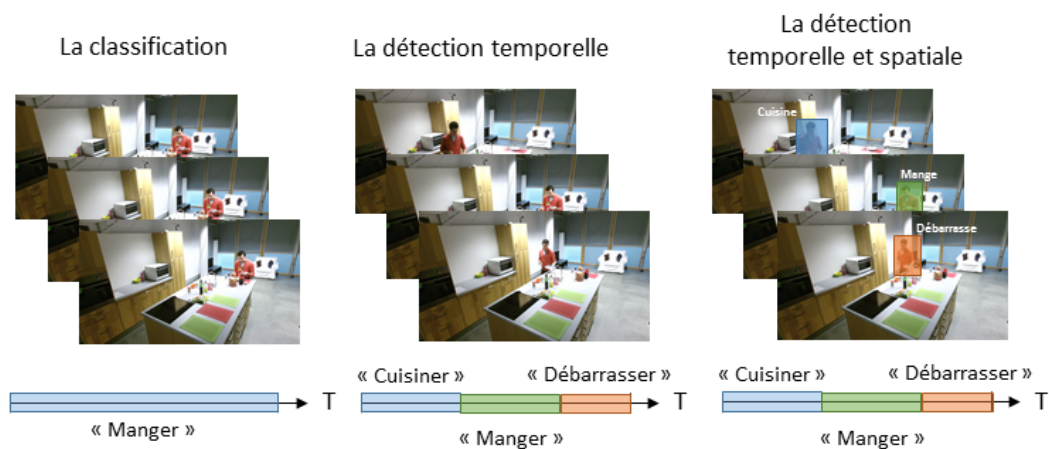 La classification
« Manger »
T
La détection temporelle
« Cuisiner »
« Débarrasser »
T
« Manger »
La détection
temporelle et spatiale
Cuisine
Mange
Débarrasse
« Cuisiner »
« Débarrasser »
T
« Manger »